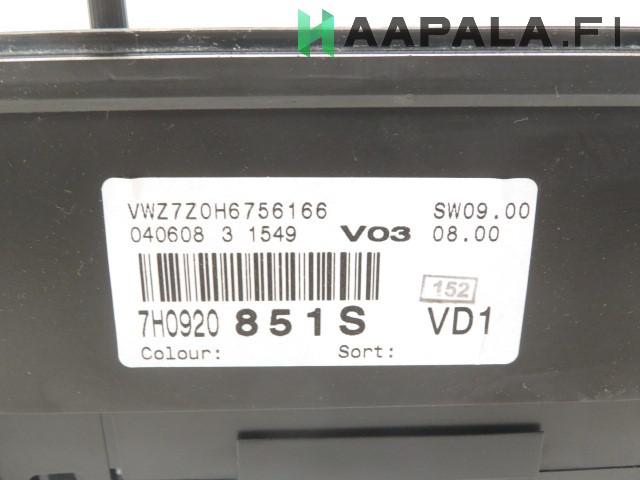 HAAPALA.FI
VWZ7Z0H6756166 SW09.00
040608 3 1549 V03 08.00
152
7H0920 851S VD1
Colour: Sort: